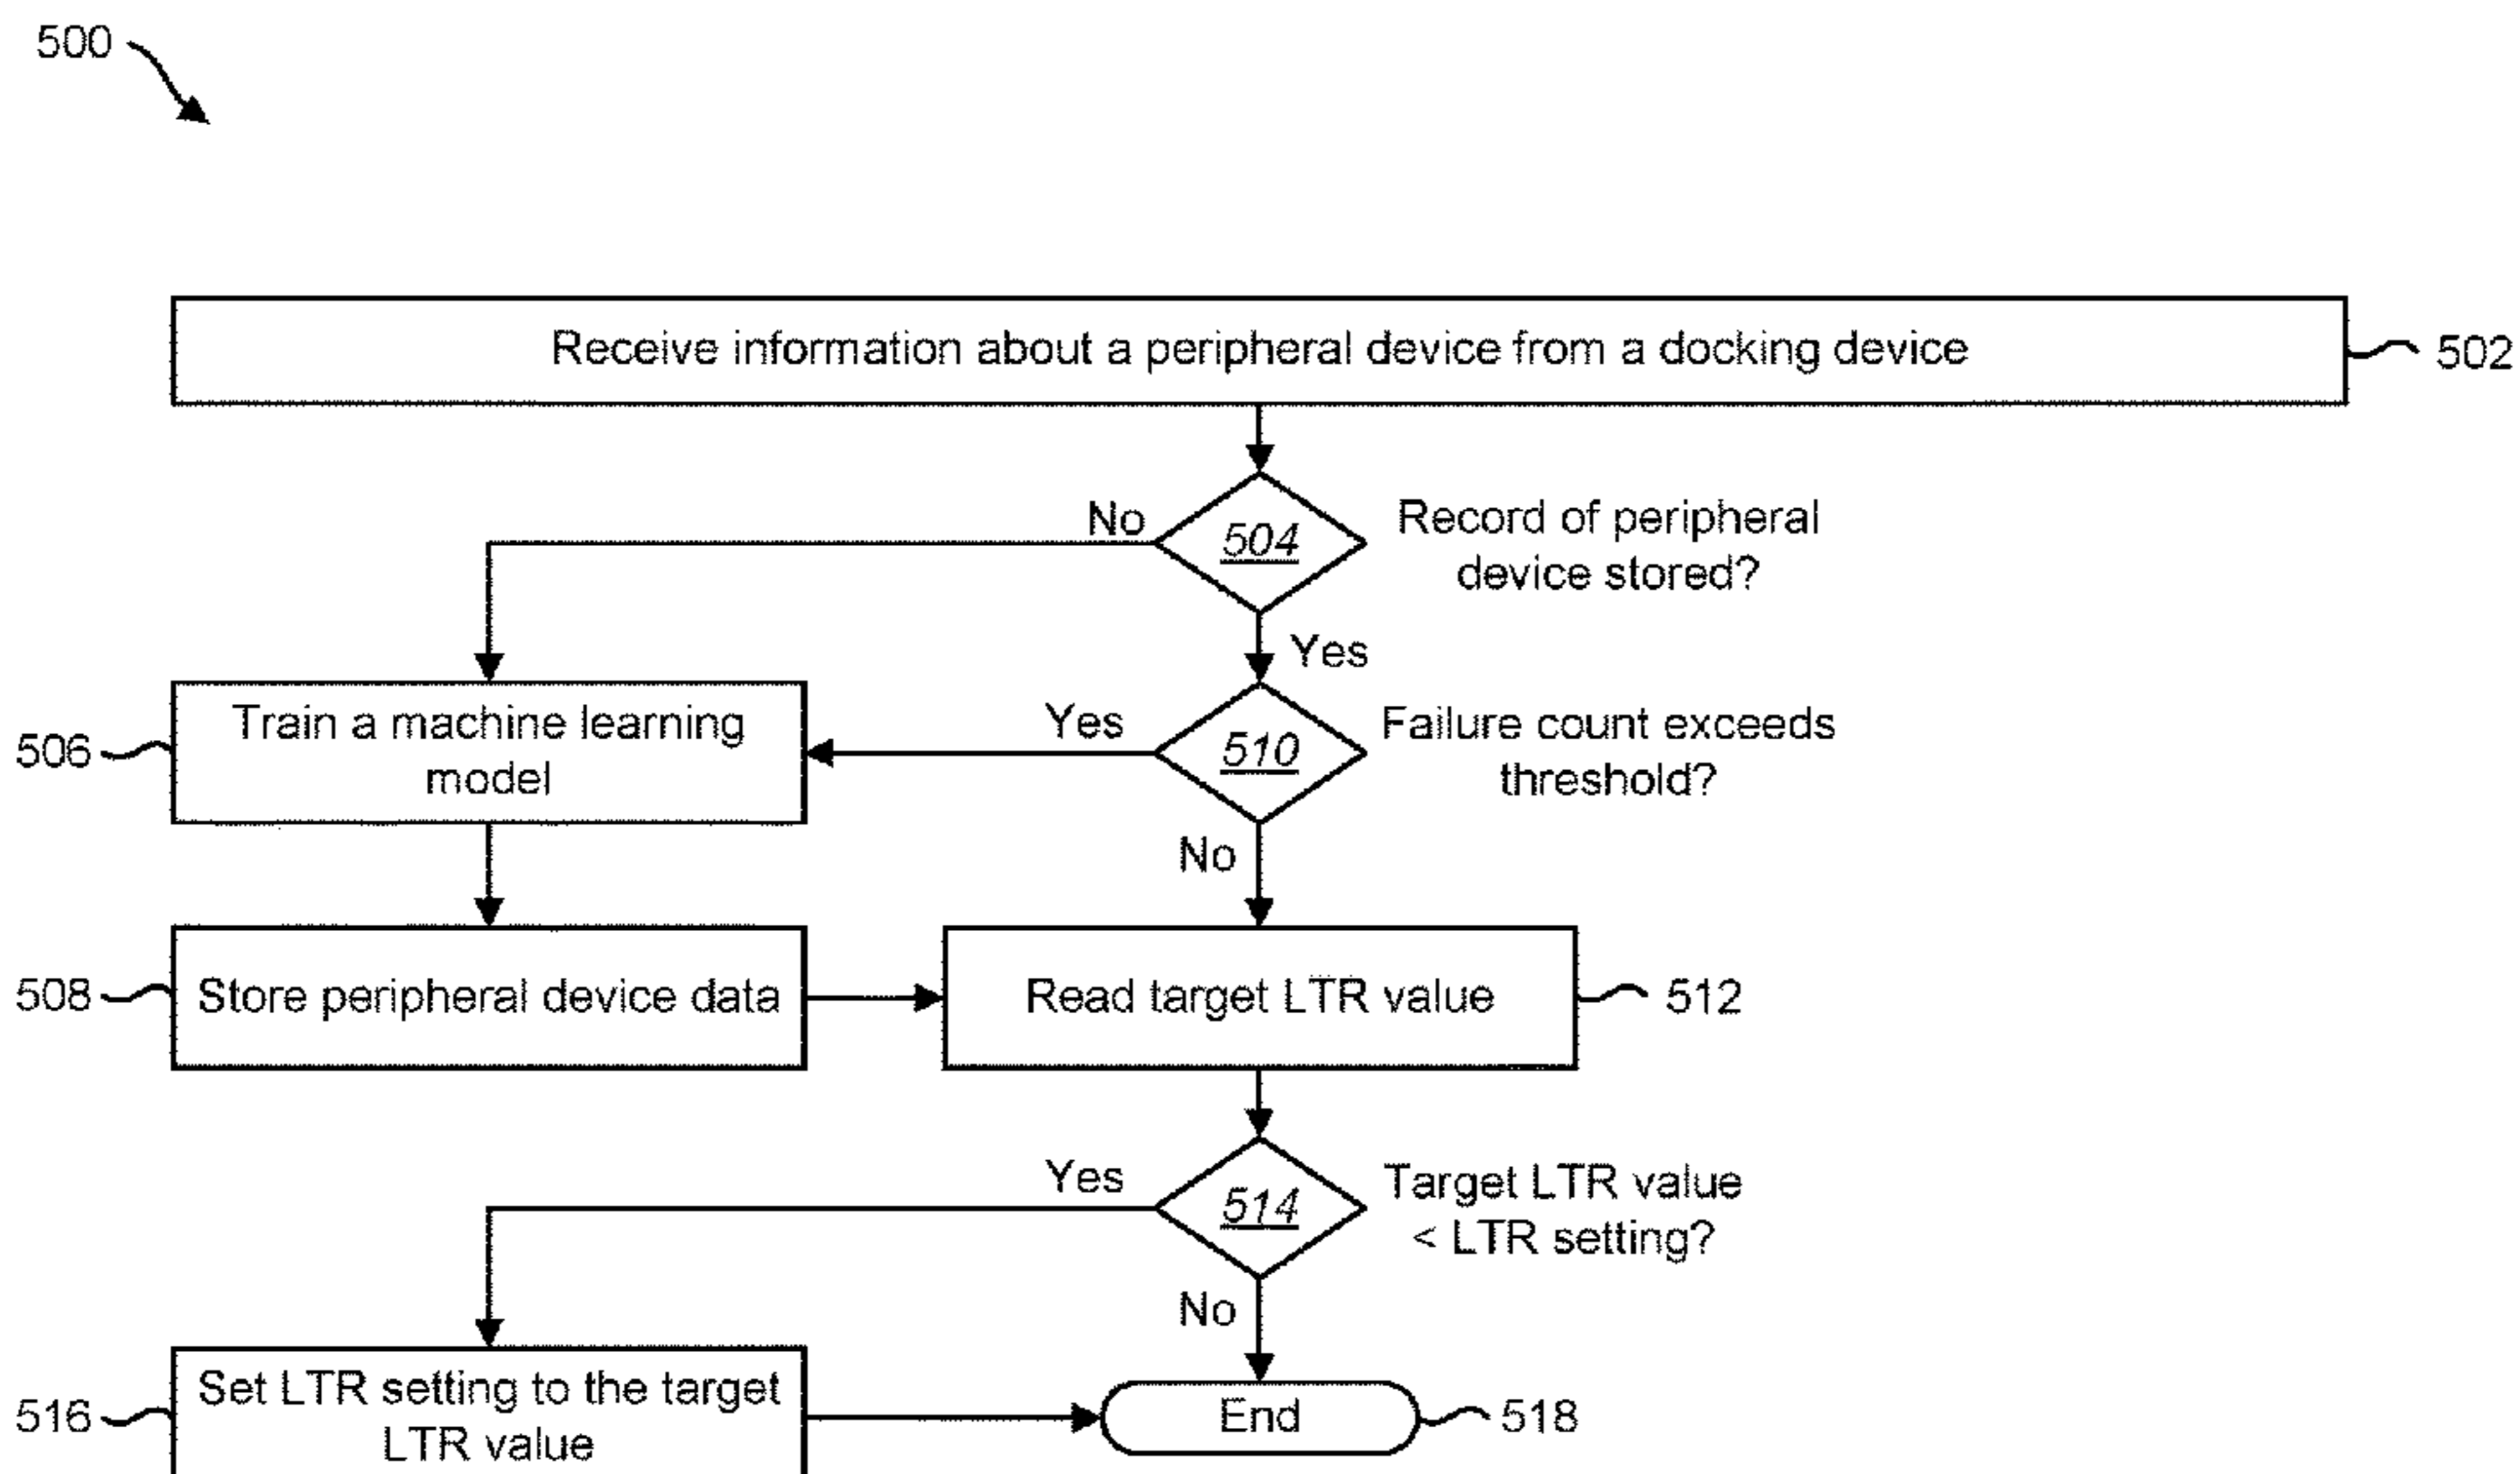 500
Receive information about a peripheral device from a docking device
502
No
504
Record of peripheral
device stored?
Yes
506
Train a machine learning
model
Yes
510
Failure count exceeds
threshold?
No
508
Store peripheral device data
Read target LTR value
512
Yes
514
Target LTR value
< LTR setting?
No
516
Set LTR setting to the target
LTR value
End
518